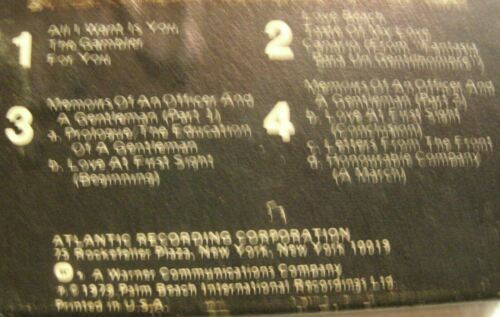 1
All I Want Is You
The Gambler
For You
2
Love Beach
Taste Of My Love
Canario (From "Fantasia
Para Un Gentilhombre")
3
Memoirs Of An Officer And
A Gentleman (Part 1)
a. Prologue, The Education
Of A Gentleman
b. Love At First Sight
(Beginning)
4
Memoirs Of An Officer And
A Gentleman (Part 2)
b. Love At First Sight
(Continued)
c. Letters From The Front
d. Honorable Company
(A March)
ATLANTIC RECORDING CORPORATION
75 Rockefeller Plaza, New York, New York 10019
A Warner Communications Company
1979 Palm Beach International Recordings Ltd.
Printed in U.S.A.